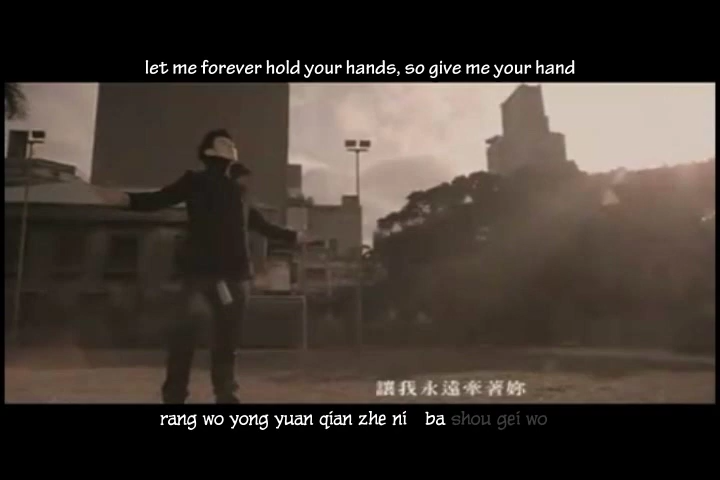 let me forever hold your hands, so give me your hand
讓我永遠牽著妳
rang wo yong yuan qian zhe ni ba shou gei wo